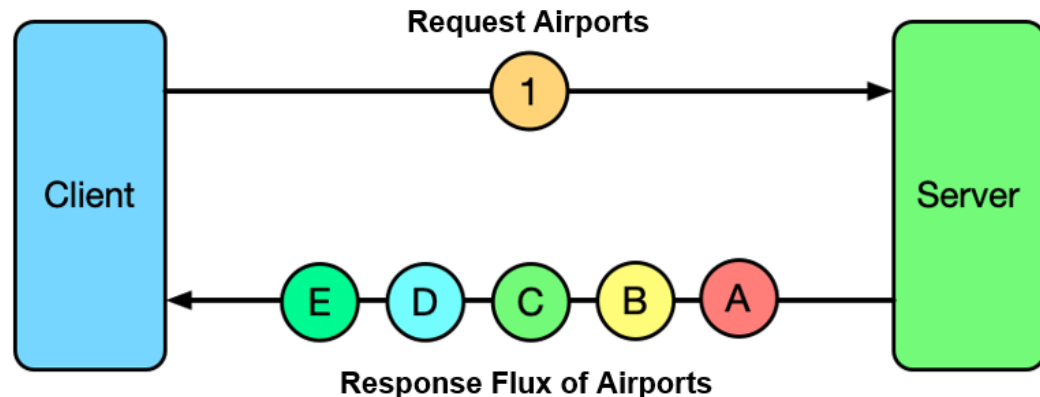 Request Airports
1
Client
Server
E D C B A
Response Flux of Airports